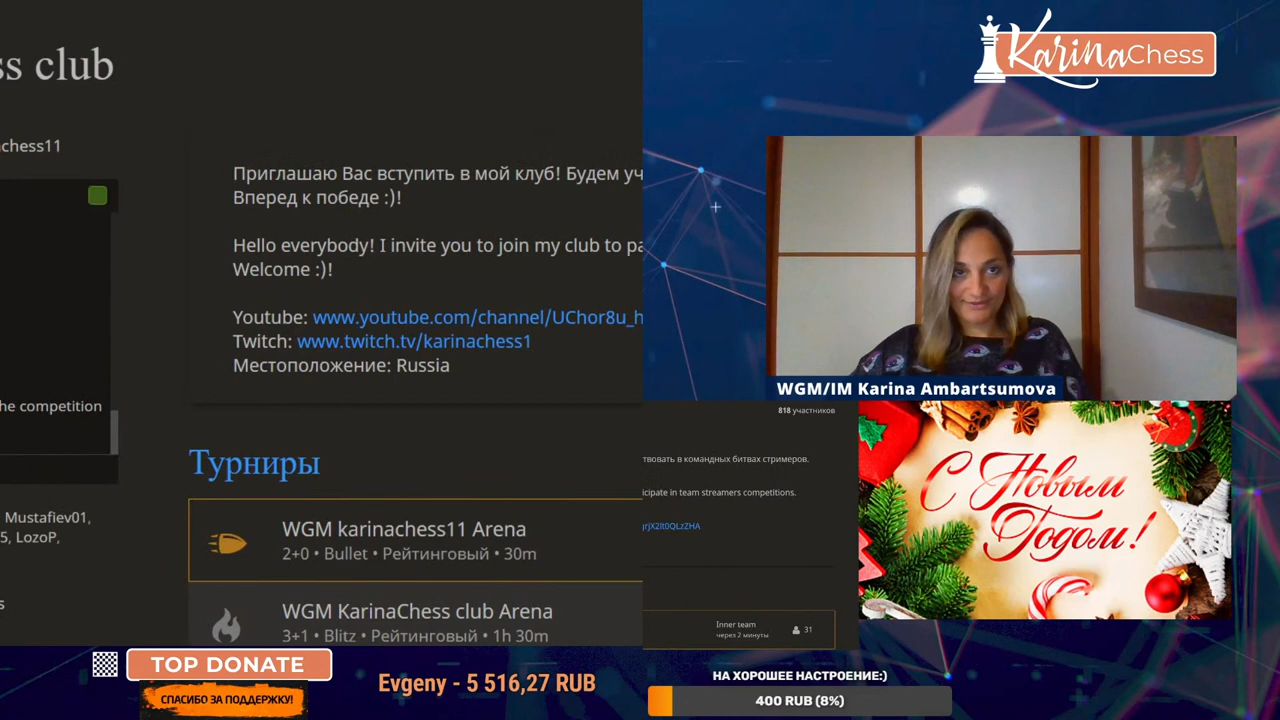 ss club
chess11
Приглашаю Вас вступить в мой клуб! Будем уч
Вперед к победе :)!
Hello everybody! I invite you to join my club to pa
Welcome :)!
Youtube: www.youtube.com/channel/UChor8u_h
Twitch: www.twitch.tv/karinachess1
Местоположение: Russia
he competition
Mustafiev01,
5, LozoP,
s
Турниры
WGM karinachess11 Arena
2+0 • Bullet • Рейтинговый • 30m
WGM KarinaChess club Arena
3+1 • Blitz • Рейтинговый • 1h 30m
KarinaChess
WGM/IM Karina Ambartsumova
818 участников
твовать в командных битвах стримеров.
icipate in team streamers competitions.
grjX2lt0QLzZHA
Inner team
через 2 минуты
31
С Новым
Годом!
TOP DONATE
СПАСИБО ЗА ПОДДЕРЖКУ!
Evgeny - 5 516,27 RUB
НА ХОРОШЕЕ НАСТРОЕНИЕ:)
400 RUB (8%)